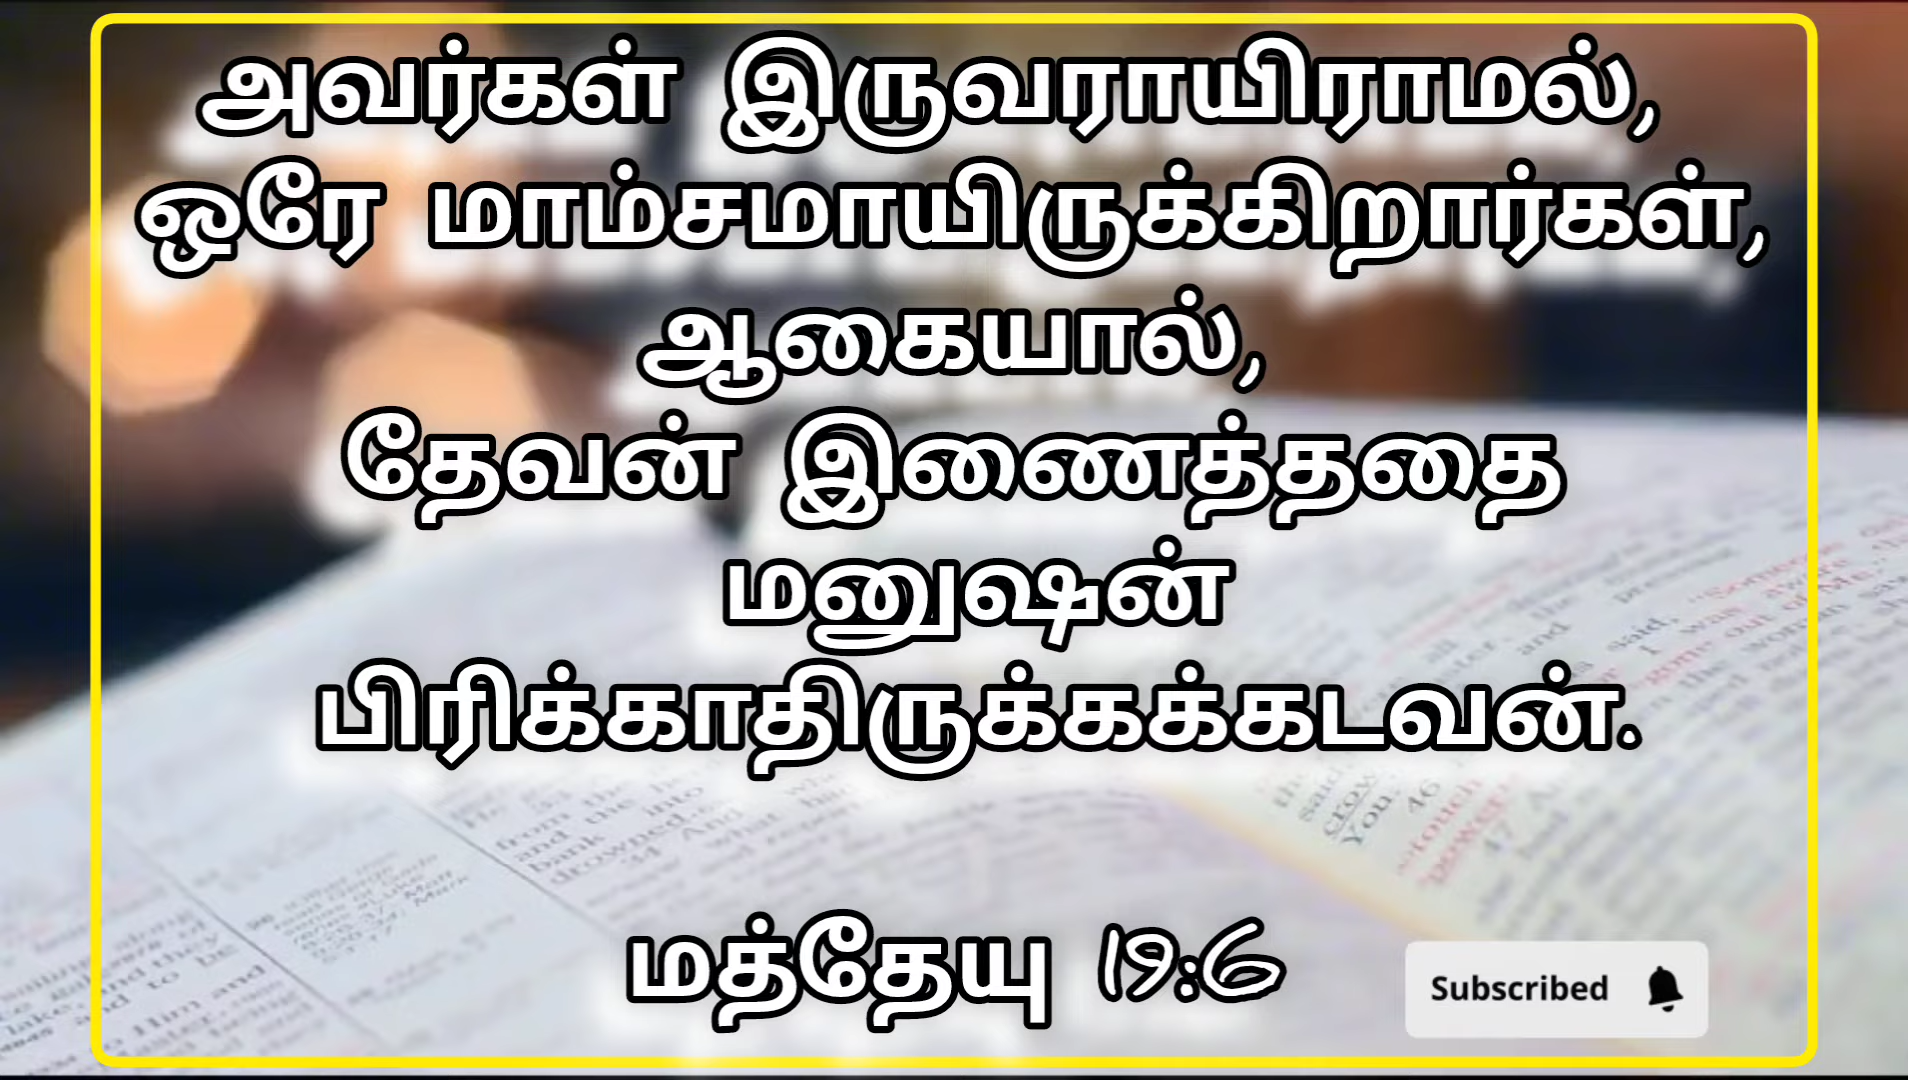 அவர்கள் இருவராயிராமல்,
ஒரே மாம்சமாயிருக்கிறார்கள்,
ஆகையால்,
தேவன் இணைத்ததை
மனுஷன்
பிரிக்காதிருக்கக்கடவன்.
மத்தேயு 19:6
Subscribed